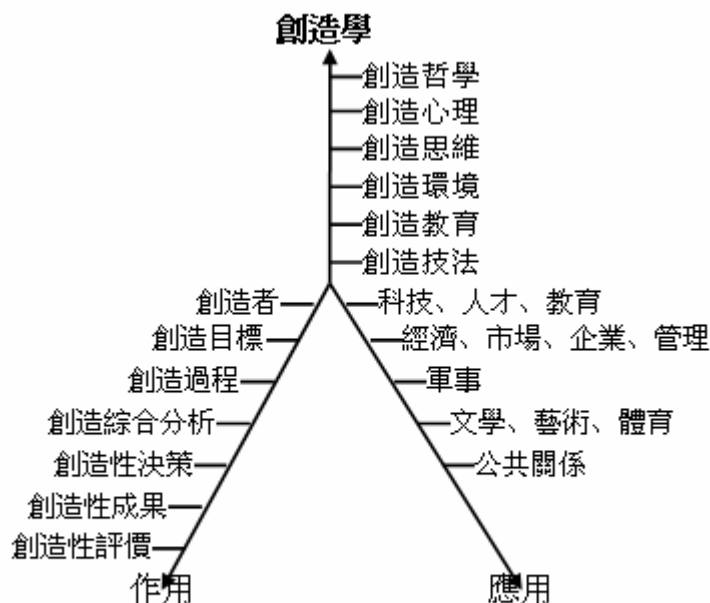 創造學
創造哲學
創造心理
創造思維
創造環境
創造教育
創造技法
創造者
科技、人才、教育
創造目標
經濟、市場、企業、管理
創造過程
軍事
創造綜合分析
文學、藝術、體育
創造性決策
公共關係
創造性成果
創造性評價
作用
應用